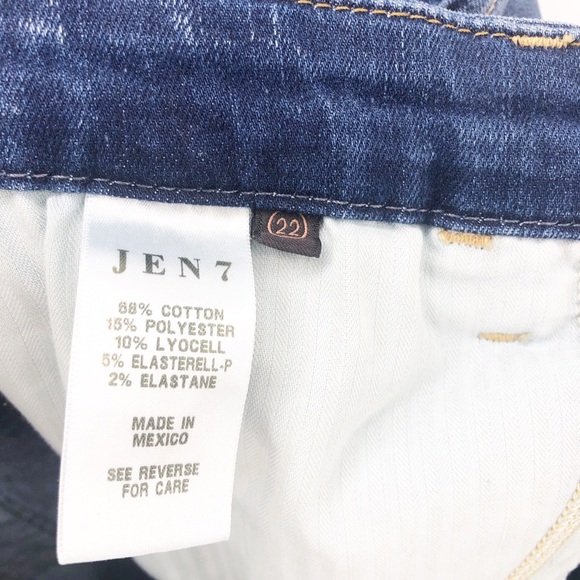 JEN7
68% COTTON
15% POLYESTER
10% LYOCELL
5% ELASTERELL-P
2% ELASTANE
MADE IN
MEXICO
SEE REVERSE
FOR CARE
22